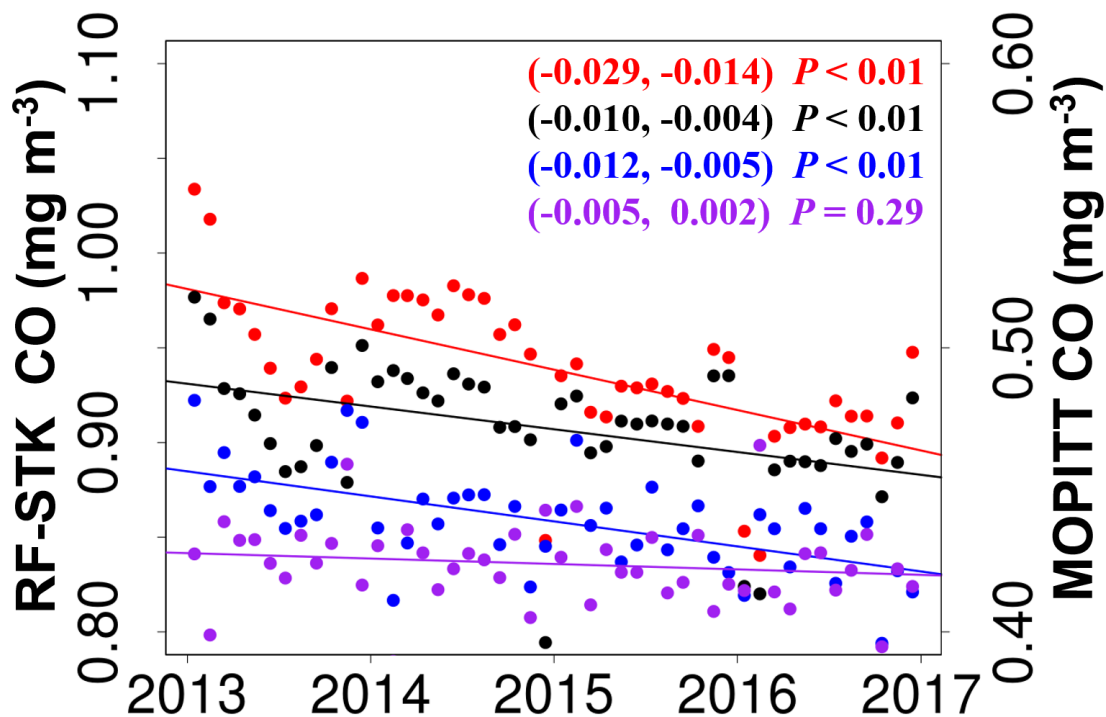 RF-STK CO (mg m-3)
1.10
1.00
0.90
0.80
(-0.029, -0.014) P < 0.01
(-0.010, -0.004) P < 0.01
(-0.012, -0.005) P < 0.01
(-0.005, 0.002) P = 0.29
0.60
0.50
0.40
MOPITT CO (mg m-3)
2013 2014 2015 2016 2017